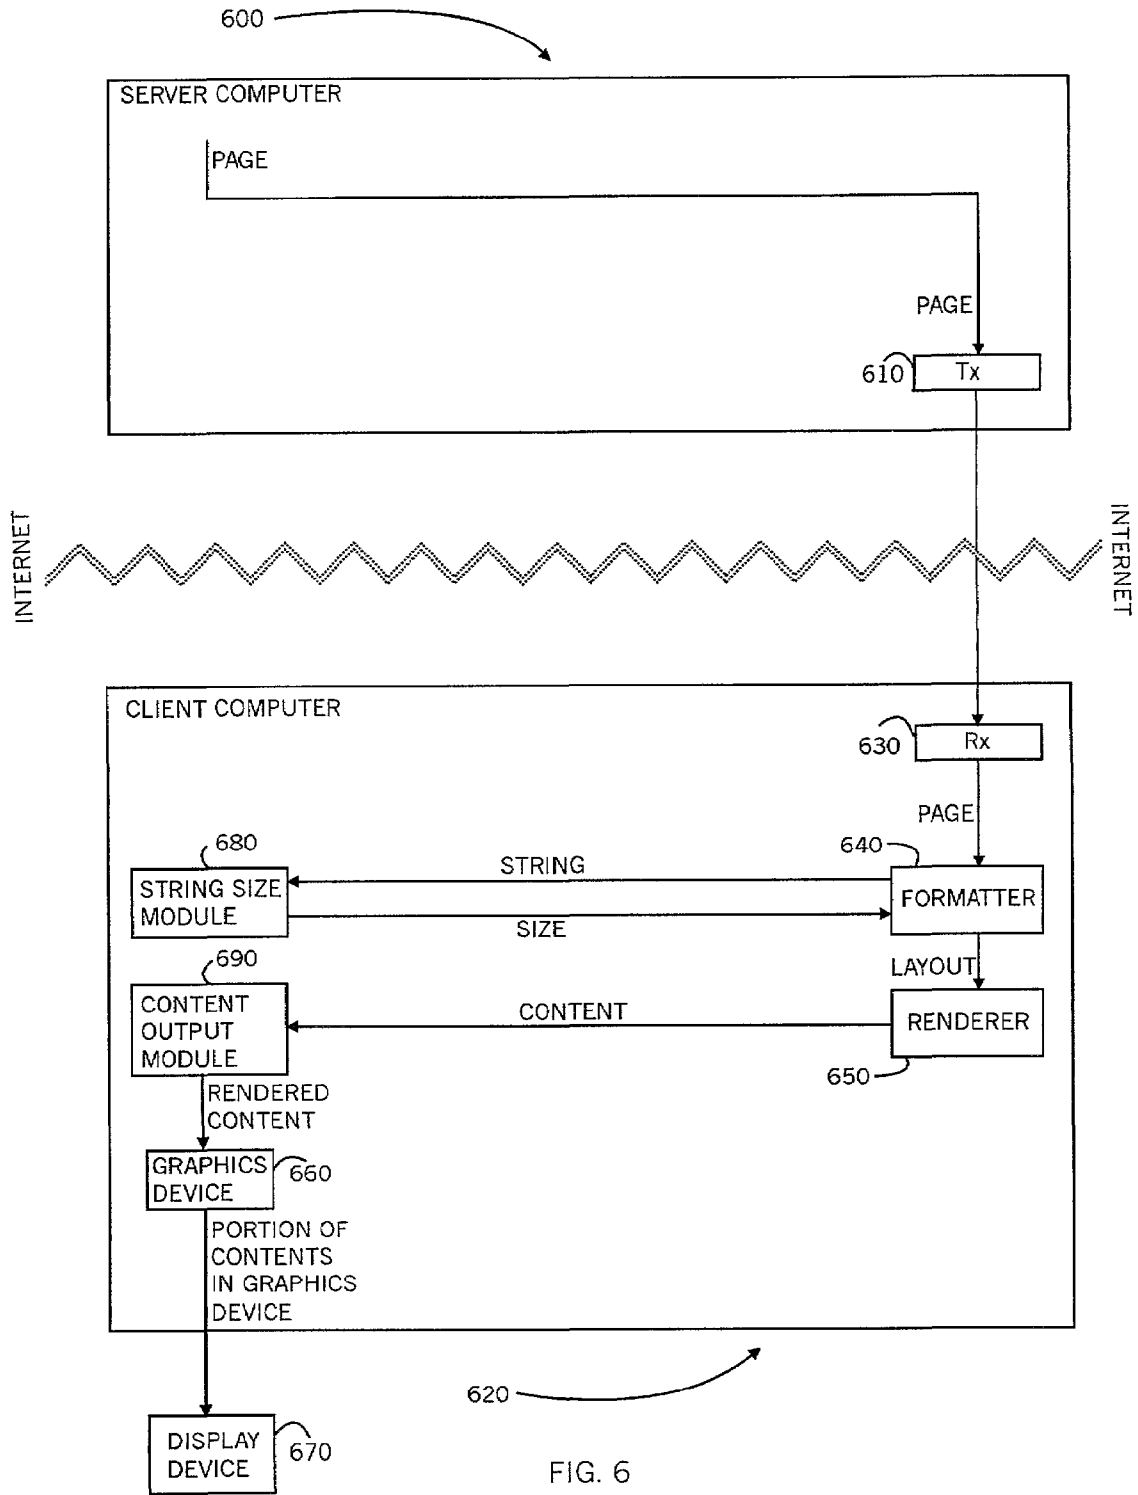 600
SERVER COMPUTER
PAGE
PAGE
610
Tx
INTERNET
INTERNET
CLIENT COMPUTER
630
Rx
PAGE
680
640
STRING
STRING SIZE
MODULE
FORMATTER
SIZE
690
LAYOUT
CONTENT
OUTPUT
MODULE
CONTENT
RENDERER
650
RENDERED
CONTENT
GRAPHICS
DEVICE
660
PORTION OF
CONTENTS
IN GRAPHICS
DEVICE
620
DISPLAY
DEVICE
670
FIG. 6